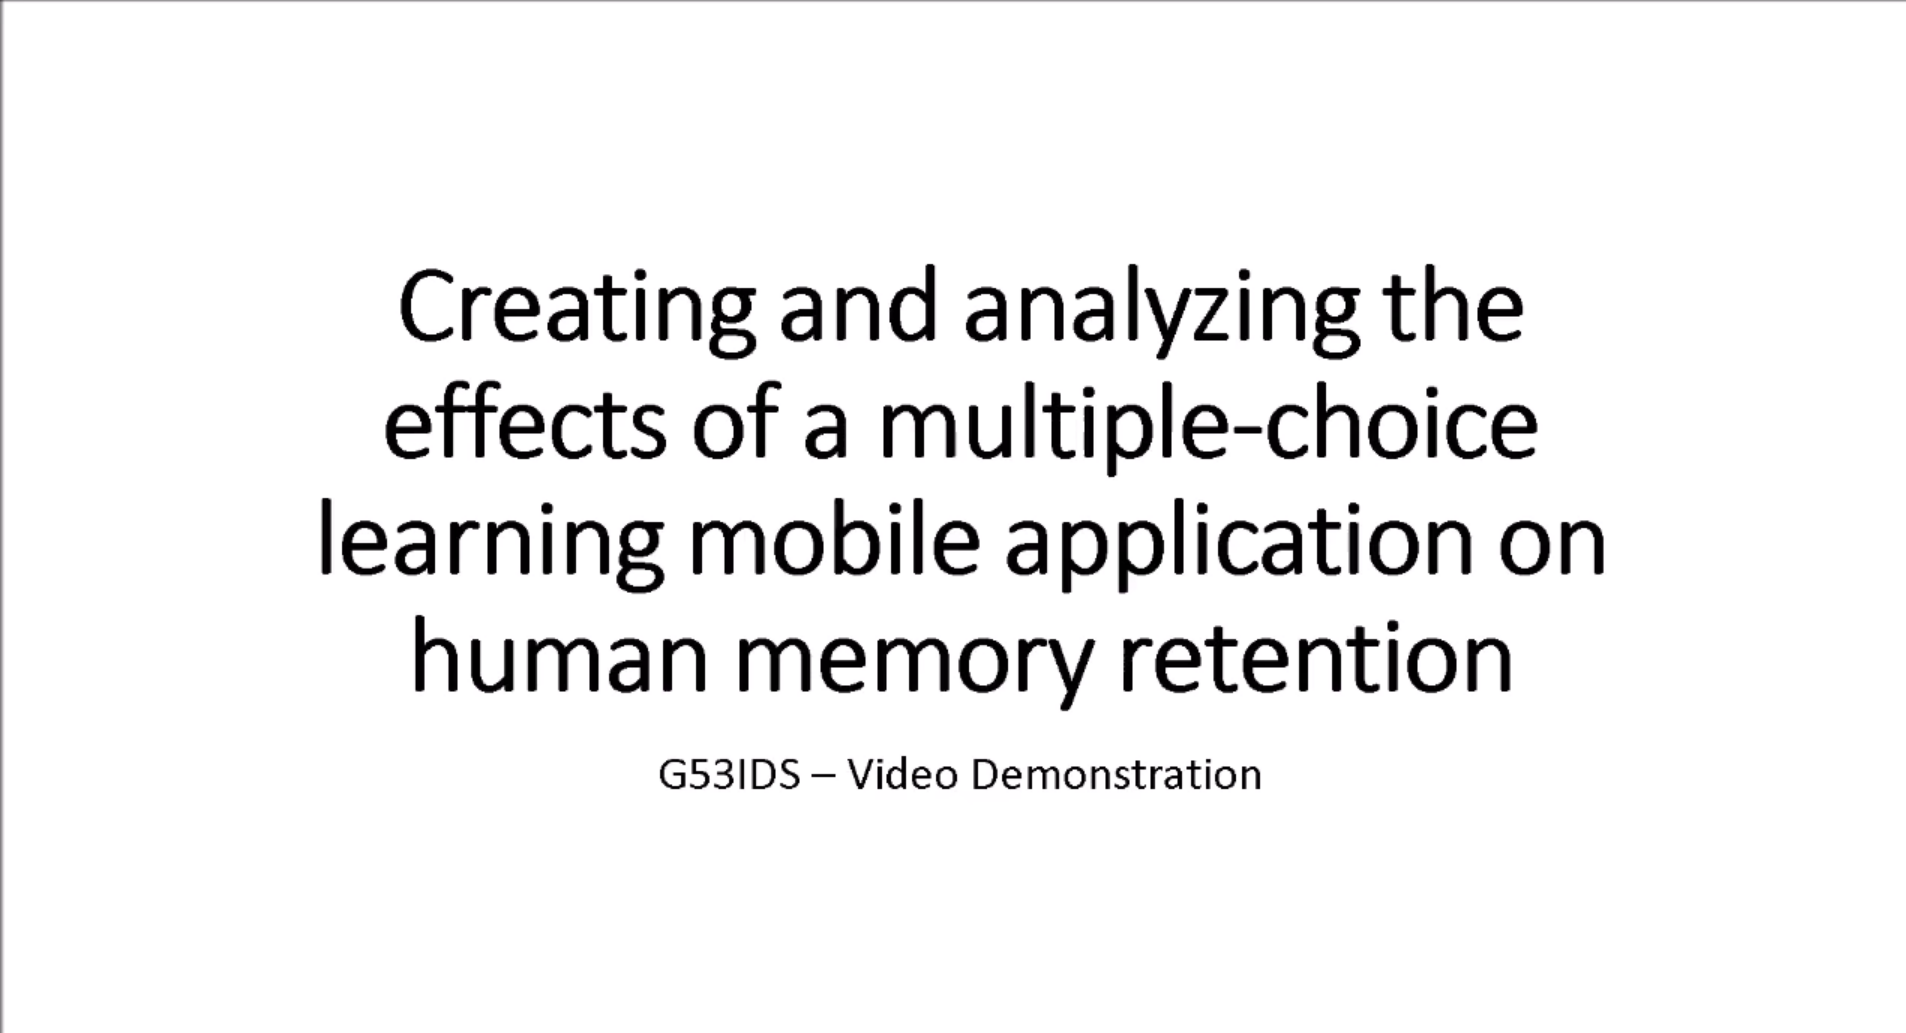 Creating and analyzing the
effects of a multiple-choice
learning mobile application on
human memory retention
G53IDS – Video Demonstration